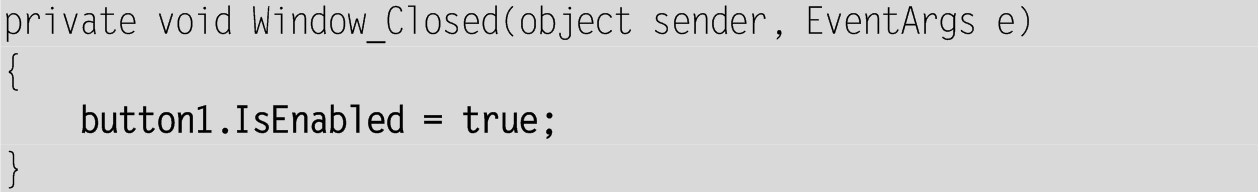 private void Window_Closed(object sender, EventArgs e)
{
    button1.IsEnabled = true;
}